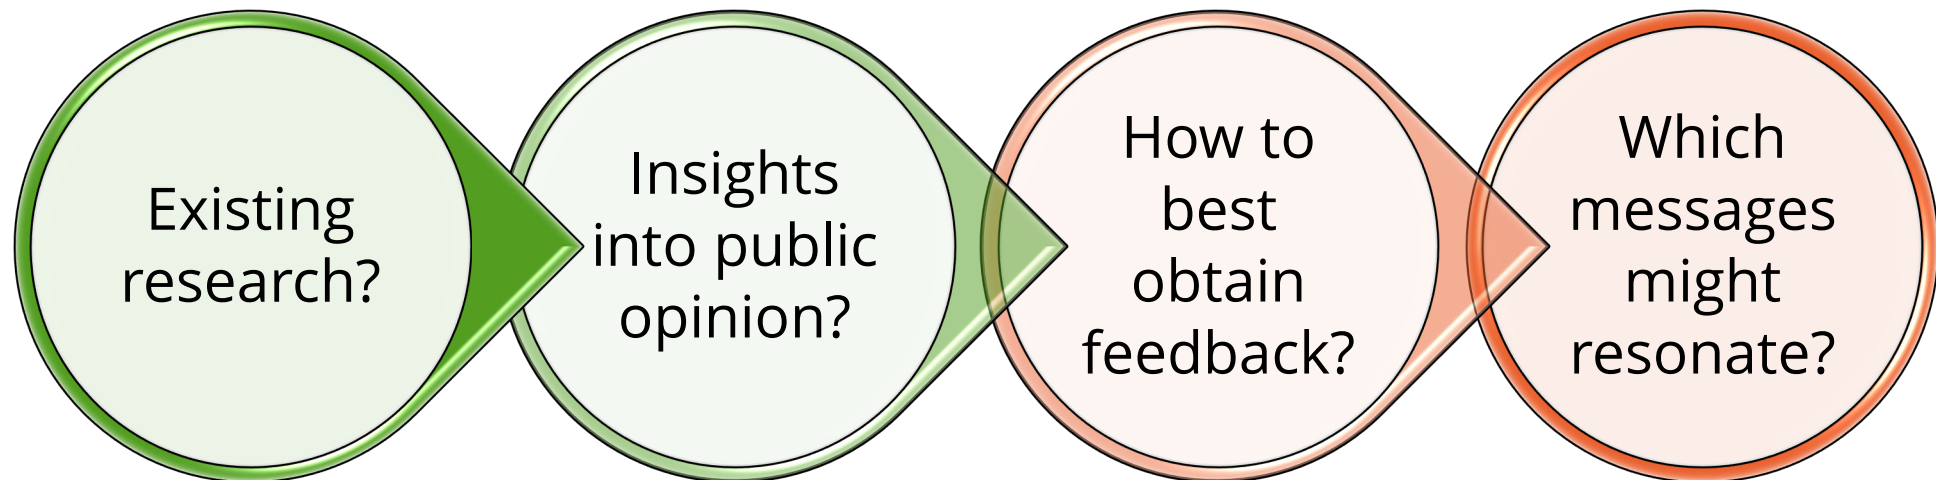 Existing
research?
Insights
into public
opinion?
How to
best
obtain
feedback?
Which
messages
might
resonate?